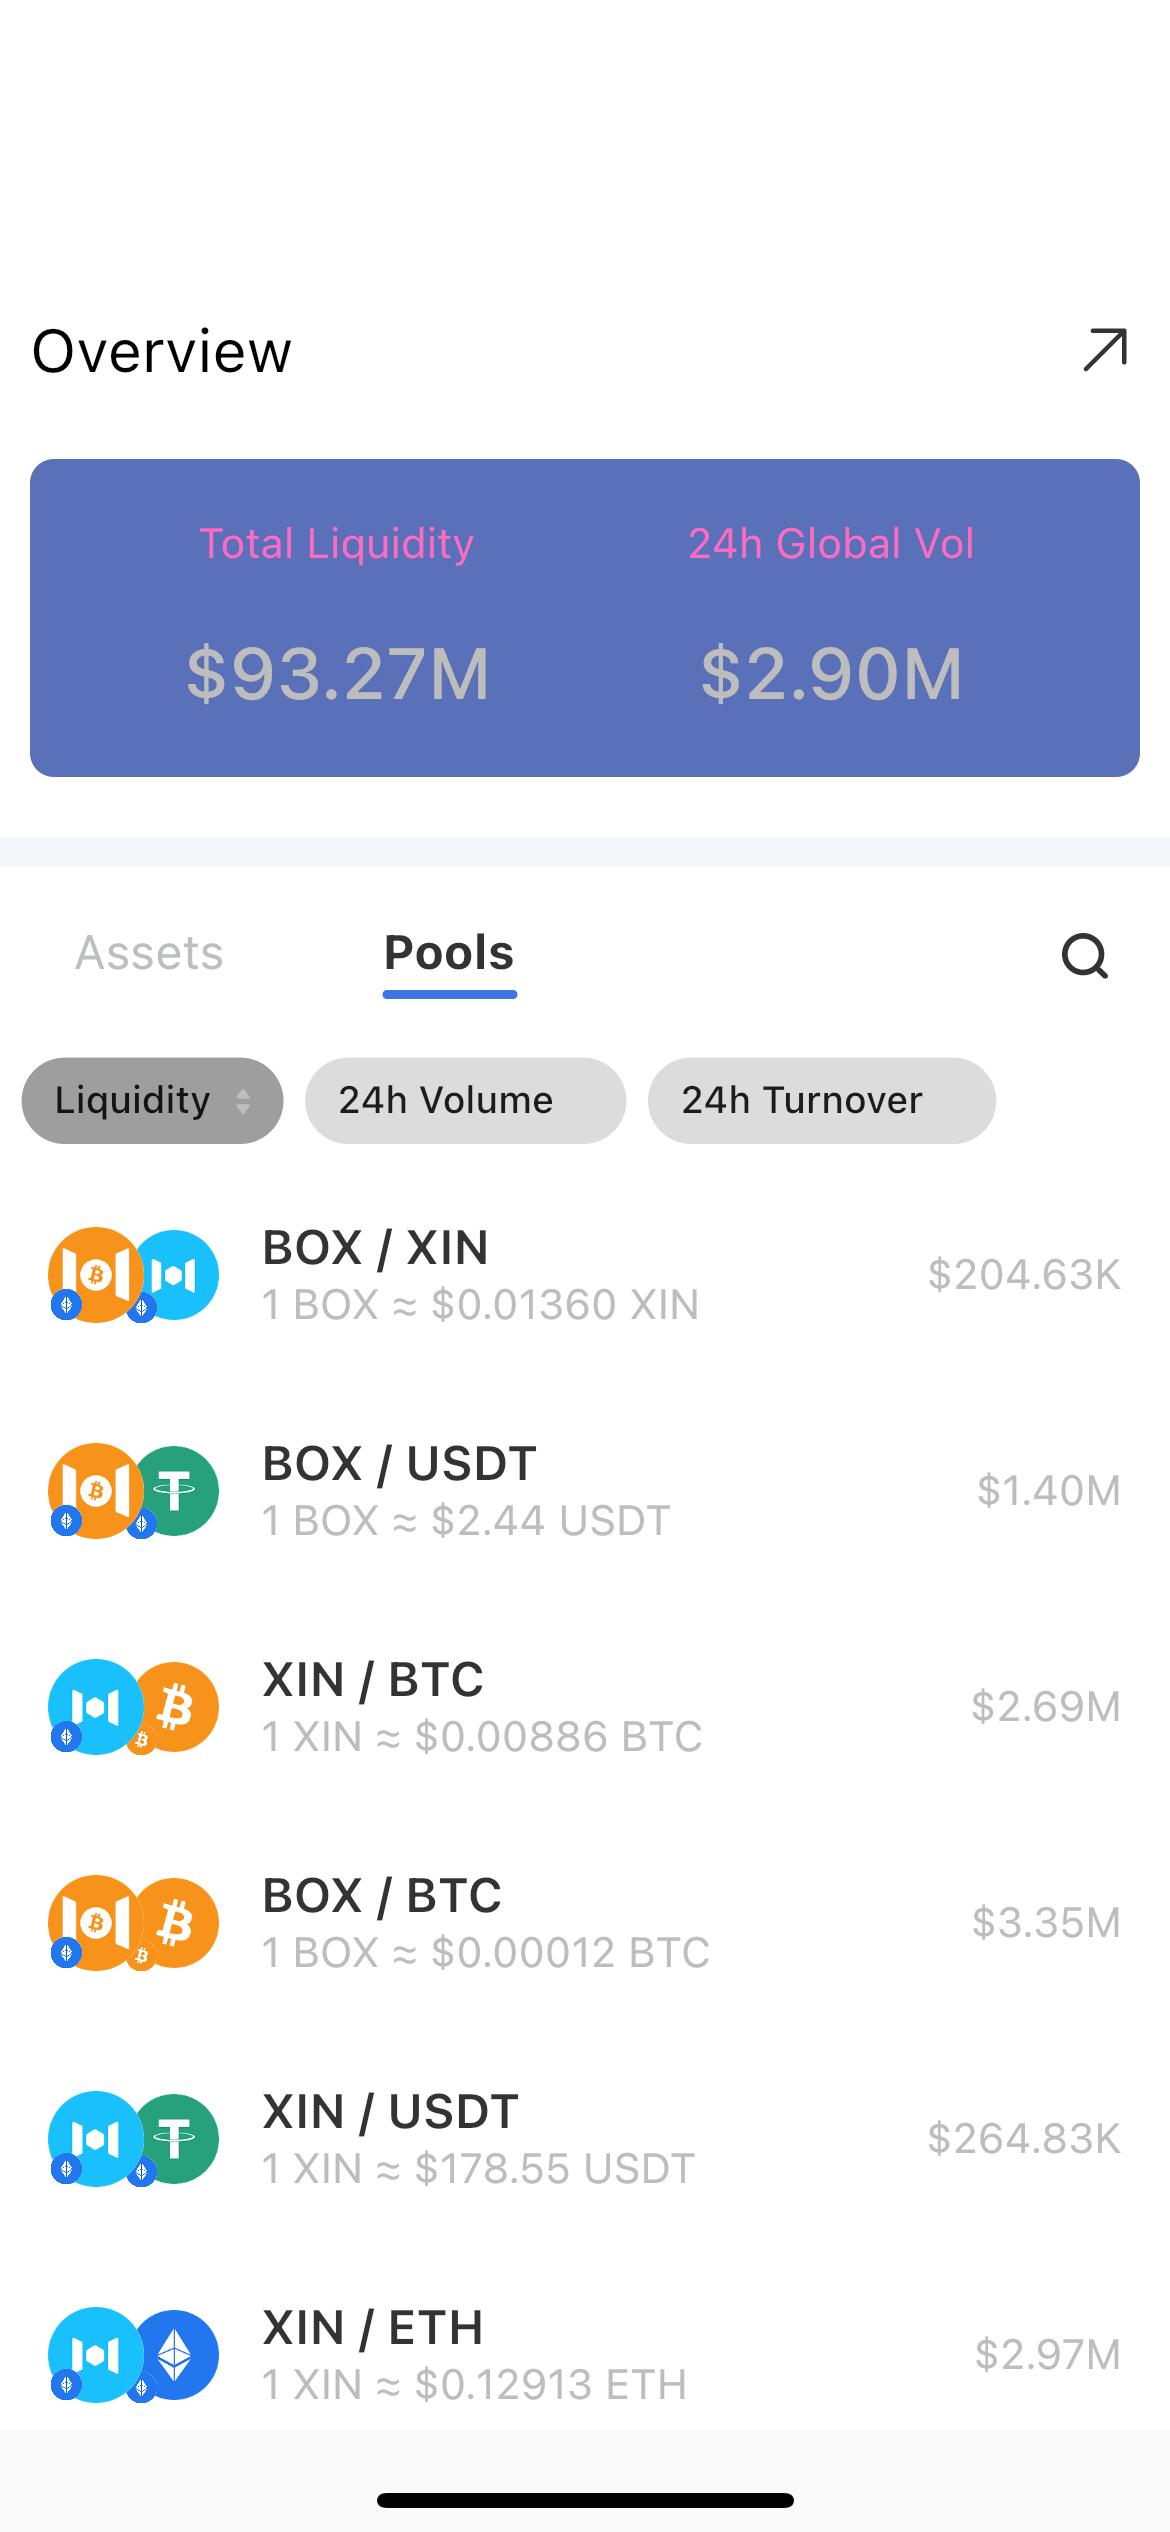 Overview
Total Liquidity 24h Global Vol
$93.27M $2.90M
Assets Pools
Liquidity 24h Volume 24h Turnover
BOX / XIN
1 BOX ≈ $0.01360 XIN
$204.63K
BOX / USDT
1 BOX ≈ $2.44 USDT
$1.40M
XIN / BTC
1 XIN ≈ $0.00886 BTC
$2.69M
BOX / BTC
1 BOX ≈ $0.00012 BTC
$3.35M
XIN / USDT
1 XIN ≈ $178.55 USDT
$264.83K
XIN / ETH
1 XIN ≈ $0.12913 ETH
$2.97M